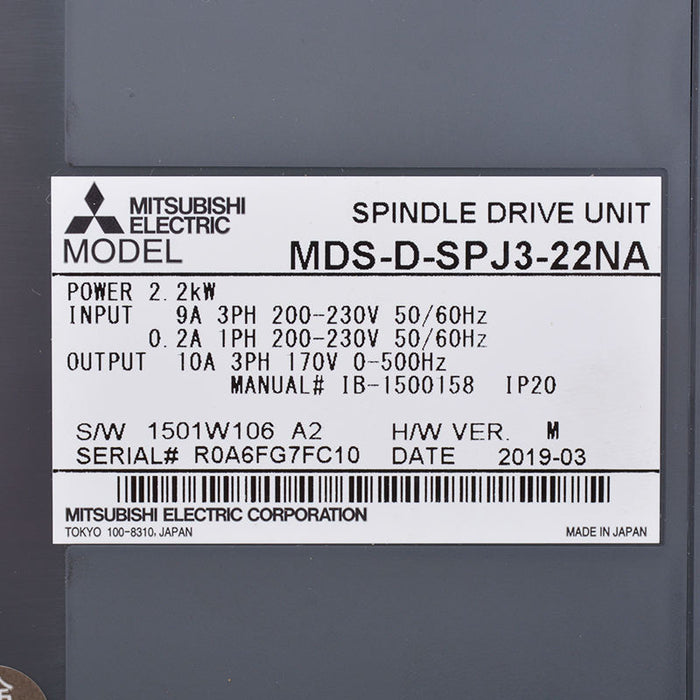 MITSUBISHI
ELECTRIC
SPINDLE DRIVE UNIT
MODEL MDS-D-SPJ3-22NA
POWER 2.2kW
INPUT 9A 3PH 200-230V 50/60Hz
0.2A 1PH 200-230V 50/60Hz
OUTPUT 10A 3PH 170V 0-500Hz
MANUAL# IB-1500158 IP20
S/W 1501W106 A2 H/W VER. M
SERIAL# R0A6FG7FC10 DATE 2019-03
MITSUBISHI ELECTRIC CORPORATION
TOKYO 100-8310, JAPAN MADE IN JAPAN